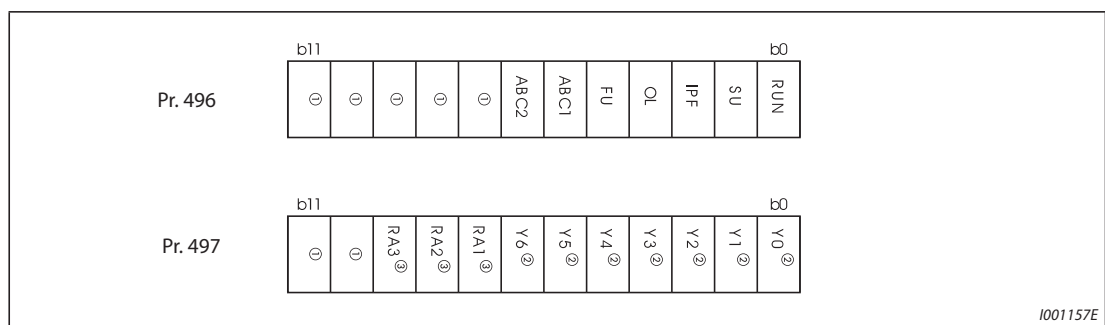 b11 b0
Pr. 496 ① ① ① ① ① ABC2 ABC1 FU OL IPF SU RUN
b11 b0
Pr. 497 ① ① RA3③ RA2③ RA1③ Y6② Y5② Y4② Y3② Y2② Y1② Y0②
I001157E